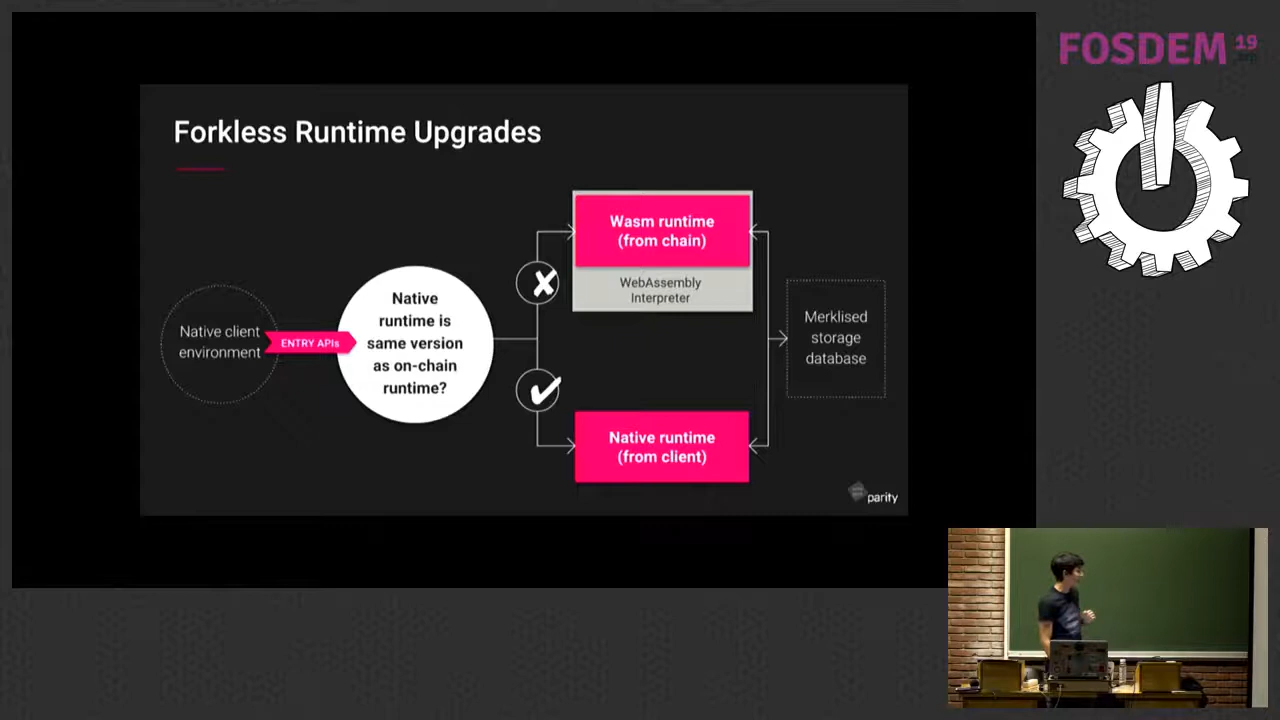 FOSDEM 19
Forkless Runtime Upgrades
Wasm runtime
(from chain)
WebAssembly
Interpreter
Native client
environment
ENTRY APIs
Native
runtime is
same version
as on-chain
runtime?
Merklised
storage
database
Native runtime
(from client)
parity